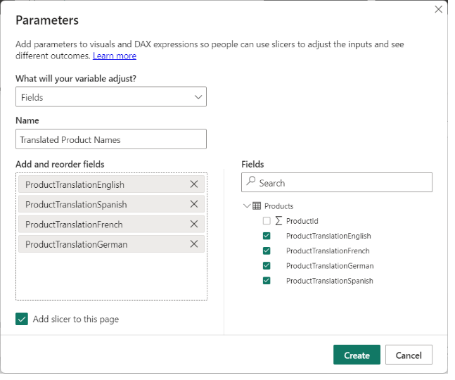 Parameters
Add parameters to visuals and DAX expressions so people can use slicers to adjust the inputs and see
different outcomes. Learn more
What will your variable adjust?
Fields
Name
Translated Product Names
Add and reorder fields
ProductTranslationEnglish
ProductTranslationSpanish
ProductTranslationFrench
ProductTranslationGerman
Add slicer to this page
Fields
Search
Products
ProductId
ProductTranslationEnglish
ProductTranslationFrench
ProductTranslationGerman
ProductTranslationSpanish
Create
Cancel